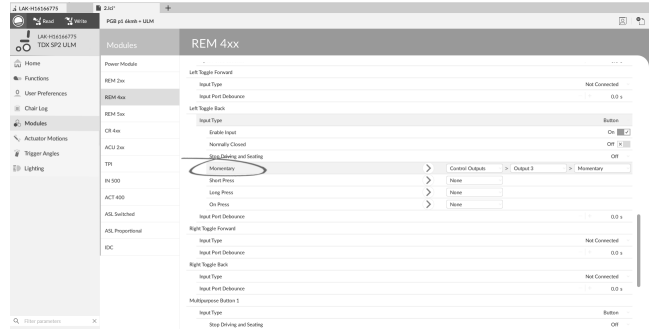 LAK-H16166775
2.lci*
+
Read
Write
PGB p5 6kmh + ULM
LAK-H16166775
TDX SP2 ULM
Modules
REM 4xx
Home
Functions
User Preferences
Chair Log
Modules
Actuator Motions
Trigger Angles
Lighting
Filter parameters
Power Module
REM 2xx
REM 4xx
REM 5xx
CR 4xx
ACU 2xx
TPI
IN 500
ACT 400
ASL Switched
ASL Proportional
IDC
Left Toggle Forward
Input Type Not Connected
Input Port Debounce 0.0 s
Left Toggle Back
Input Type Button
Enable Input On
Normally Closed Off
Stop Driving and Seating Off
Momentary Control Outputs > Output 3 > Momentary
Short Press None
Long Press None
On Press None
Input Port Debounce 0.0 s
Right Toggle Forward
Input Type Not Connected
Input Port Debounce 0.0 s
Right Toggle Back
Input Type Not Connected
Input Port Debounce 0.0 s
Multipurpose Button 1
Input Type Button
Stop Driving and Seating Off